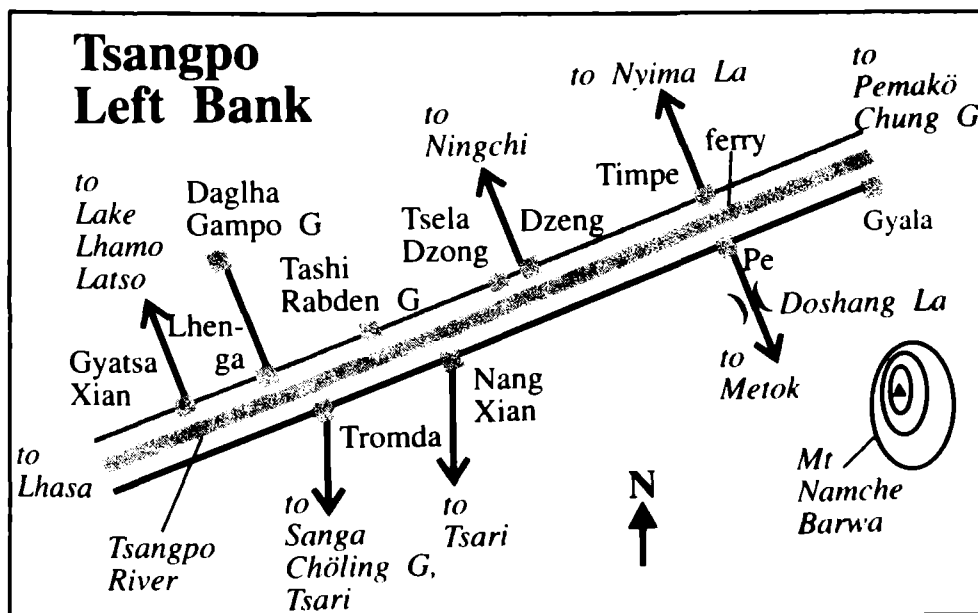 Tsangpo
Left Bank
to
Lake
Lhamo
Latso
Daglha
Gampo G
to
Ningchi
to Nyima La
to
Pemakö
Chung G
ferry
Timpe
Tsela
Dzong
Dzeng
Tashi
Rabden G
Lhen-
ga
Gyatsa
Xian
Gyala
Pe
Doshang La
to
Metok
Nang
Xian
Tromda
to
Lhasa
Tsangpo
River
to
Sanga
Chöling G,
Tsari
to
Tsari
N
Mt
Namche
Barwa